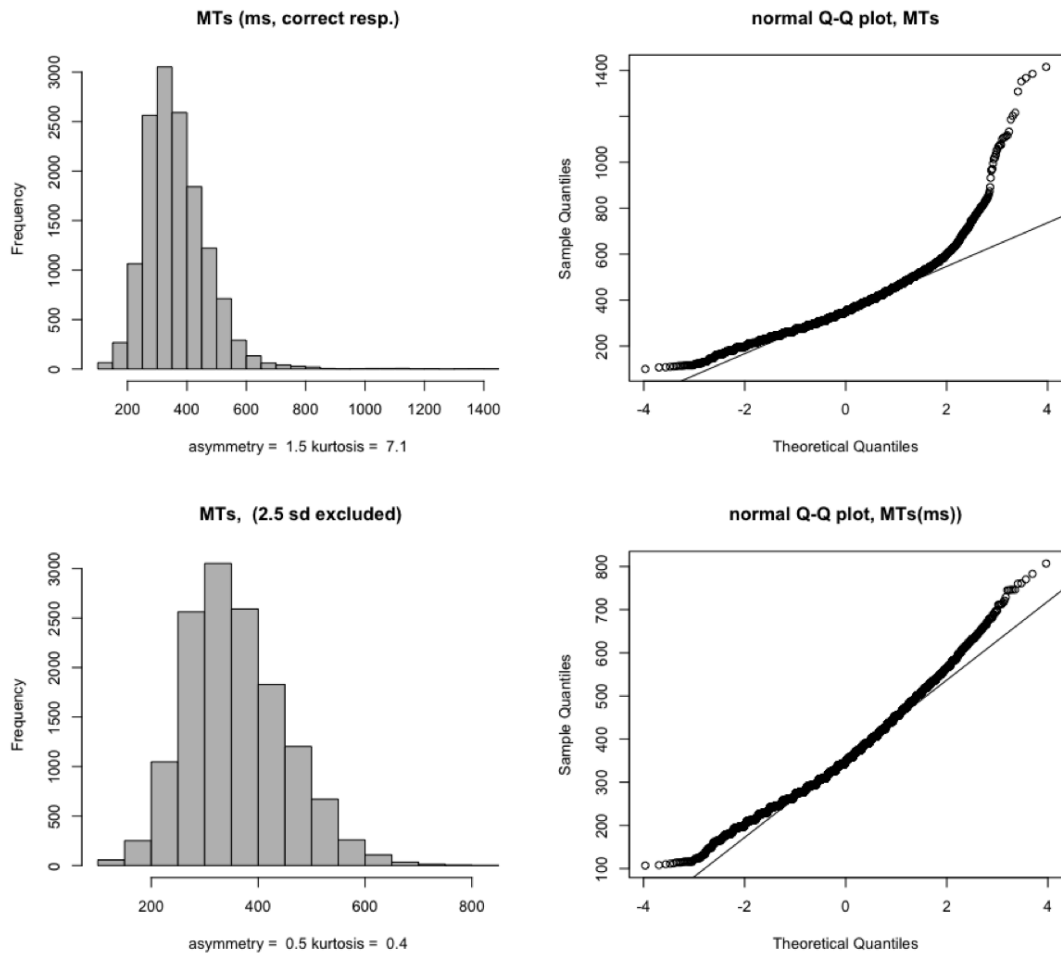 MTs (ms, correct resp.)
Frequency
0 500 1000 1500 2000 2500 3000
200 400 600 800 1000 1200 1400
asymmetry = 1.5 kurtosis = 7.1
normal Q-Q plot, MTs
Sample Quantiles
200 400 600 800 1000 1400
-4 -2 0 2 4
Theoretical Quantiles
MTs, (2.5 sd excluded)
Frequency
0 500 1000 1500 2000 2500 3000
200 400 600 800
asymmetry = 0.5 kurtosis = 0.4
normal Q-Q plot, MTs(ms))
Sample Quantiles
100 200 300 400 500 600 700 800
-4 -2 0 2 4
Theoretical Quantiles